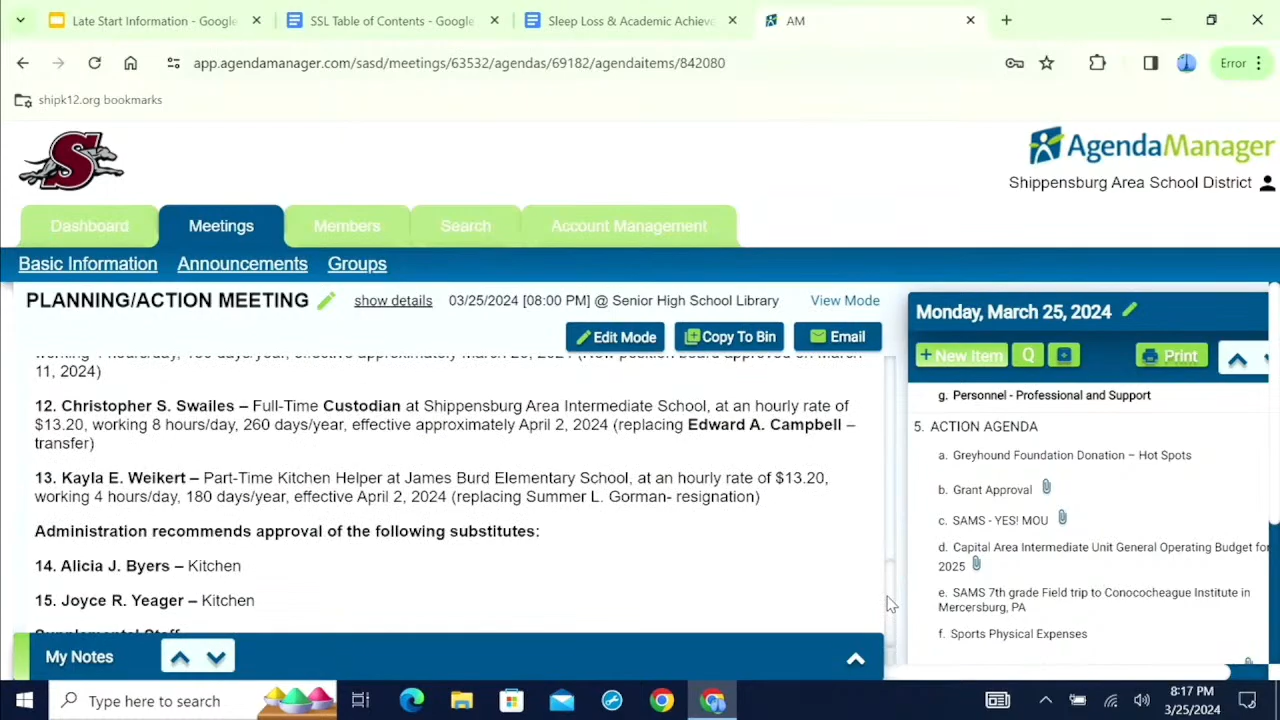 Late Start Information - Google
SSL Table of Contents - Google
Sleep Loss & Academic Achieve
AM
app.agendamanager.com/sasd/meetings/63532/agendas/69182/agendaitems/842080
Error
shipk12.org bookmarks
S
AgendaManager
Shippensburg Area School District
Dashboard
Meetings
Members
Search
Account Management
Basic Information
Announcements
Groups
PLANNING/ACTION MEETING
show details
03/25/2024 [08:00 PM] @ Senior High School Library
View Mode
Edit Mode
Copy To Bin
Email
11, 2024)
12. Christopher S. Swailes – Full-Time Custodian at Shippensburg Area Intermediate School, at an hourly rate of
$13.20, working 8 hours/day, 260 days/year, effective approximately April 2, 2024 (replacing Edward A. Campbell –
transfer)
13. Kayla E. Weikert – Part-Time Kitchen Helper at James Burd Elementary School, at an hourly rate of $13.20,
working 4 hours/day, 180 days/year, effective April 2, 2024 (replacing Summer L. Gorman- resignation)
Administration recommends approval of the following substitutes:
14. Alicia J. Byers – Kitchen
15. Joyce R. Yeager – Kitchen
My Notes
Monday, March 25, 2024
+ New Item
Q
Print
g. Personnel - Professional and Support
5. ACTION AGENDA
a. Greyhound Foundation Donation – Hot Spots
b. Grant Approval
c. SAMS - YES! MOU
d. Capital Area Intermediate Unit General Operating Budget for
2025
e. SAMS 7th grade Field trip to Conococheague Institute in
Mercersburg, PA
f. Sports Physical Expenses
Type here to search
8:17 PM
3/25/2024